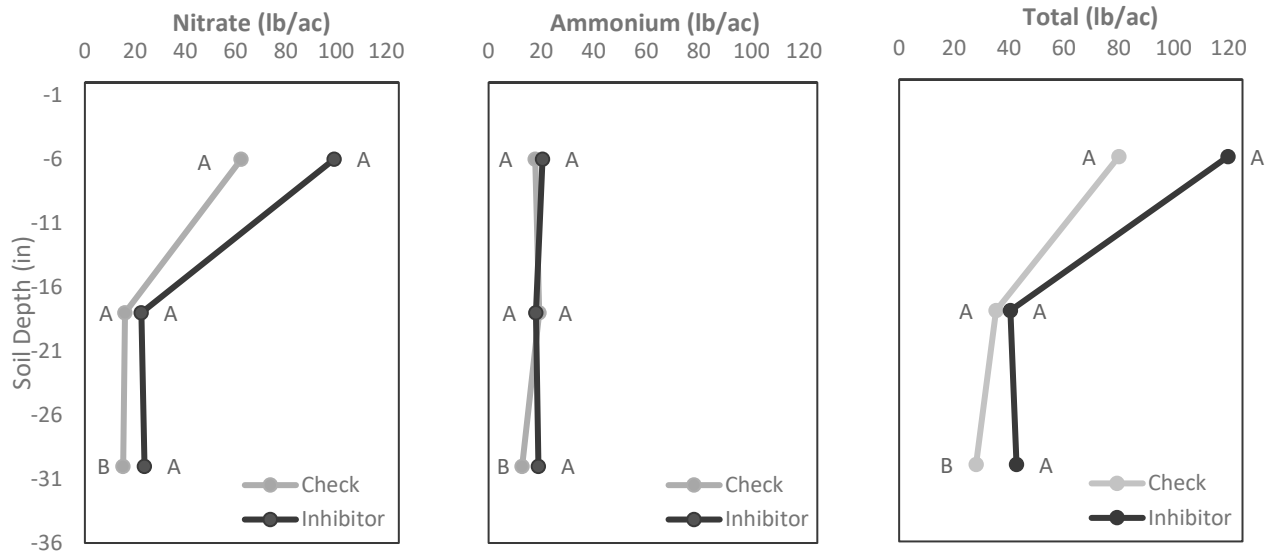 Nitrate (lb/ac)
0 20 40 60 80 100 120
Ammonium (lb/ac)
0 20 40 60 80 100 120
Total (lb/ac)
0 20 40 60 80 100 120
Soil Depth (in)
-1
-6
-11
-16
-21
-26
-31
-36
A A
A A
B A
Check
Inhibitor
A A
A A
B A
Check
Inhibitor
A A
A A
B A
Check
Inhibitor